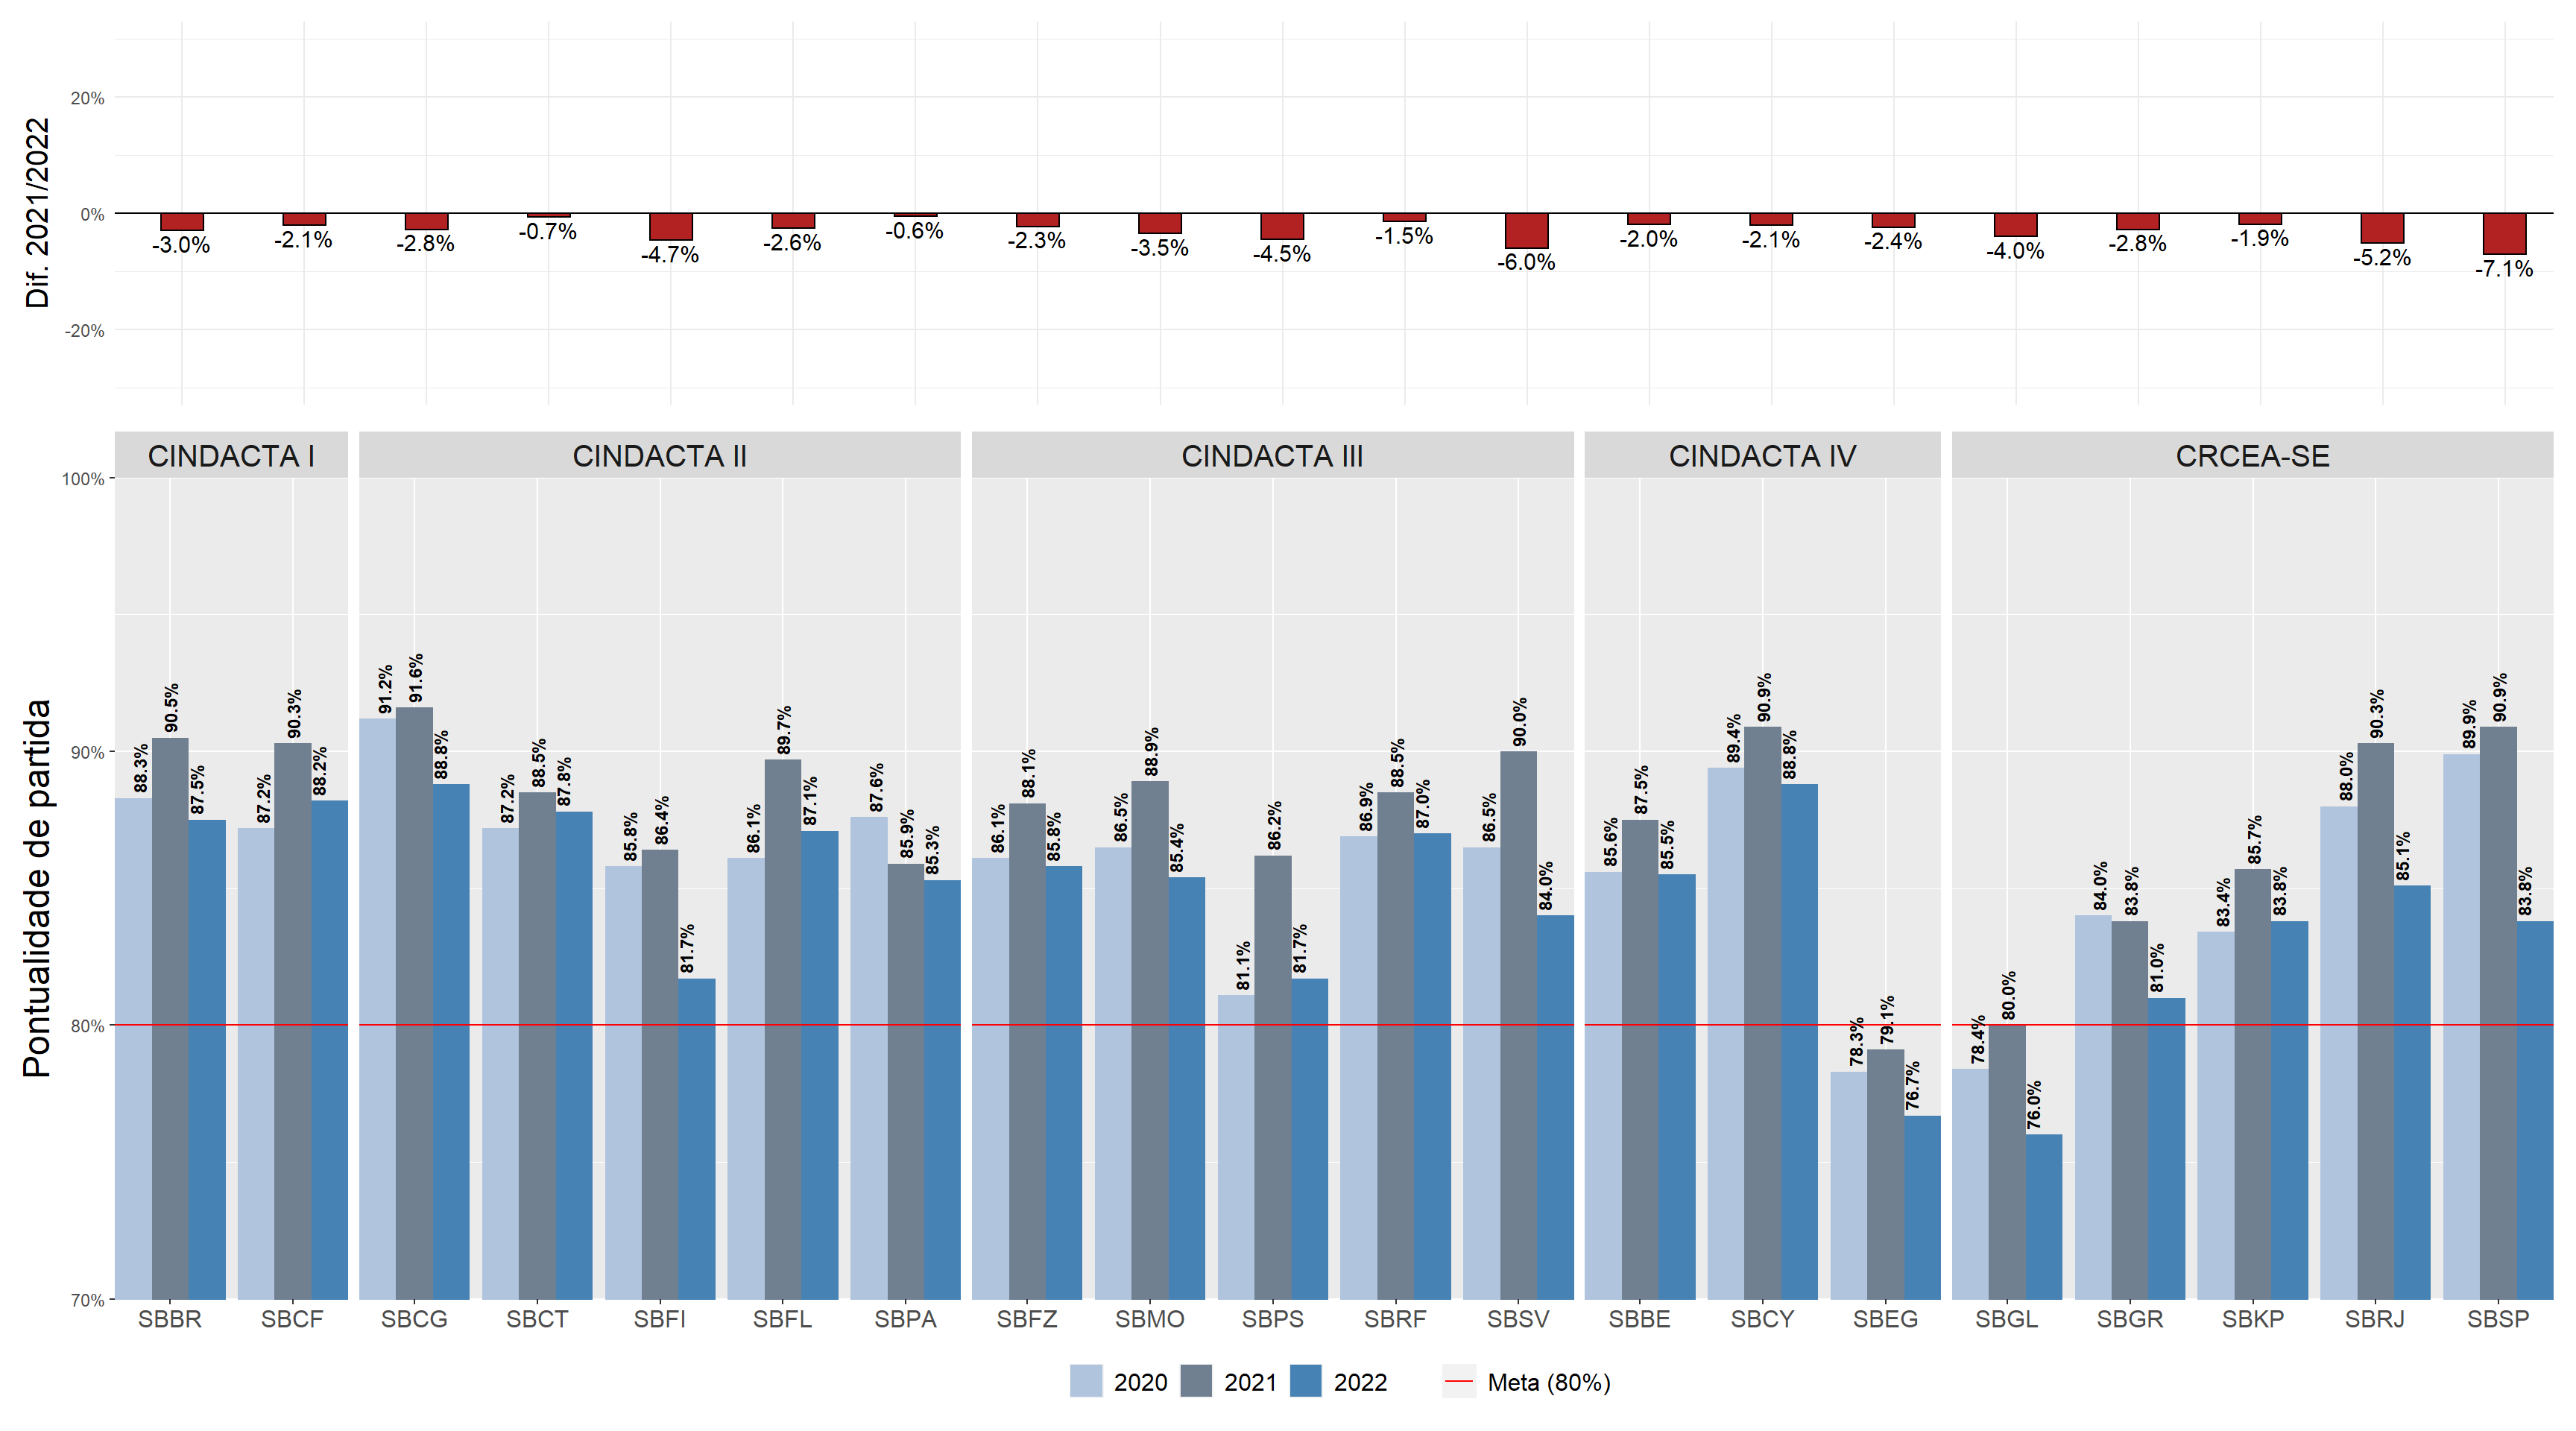 Dif. 2021/2022
20%
0%
-20%
-3.0% -2.1% -2.8% -0.7% -4.7% -2.6% -0.6% -2.3% -3.5% -4.5% -1.5% -6.0% -2.0% -2.1% -2.4% -4.0% -2.8% -1.9% -5.2% -7.1%
CINDACTA I CINDACTA II CINDACTA III CINDACTA IV CRCEA-SE
Pontualidade de partida
100%
90%
80%
70%
88.3% 90.5% 87.5%
87.2% 90.3% 88.2%
91.2% 91.6% 88.8%
87.2% 88.5% 87.8%
85.8% 86.4% 81.7%
86.1% 89.7% 87.1%
87.6% 85.9% 85.3%
86.1% 88.1% 85.8%
86.5% 88.9% 85.4%
81.1% 86.2% 81.7%
86.9% 88.5% 87.0%
86.5% 90.0% 84.0%
85.6% 87.5% 85.5%
89.4% 90.9% 88.8%
78.3% 79.1% 76.7%
78.4% 80.0% 76.0%
84.0% 83.8% 81.0%
83.4% 85.7% 83.8%
88.0% 90.3% 85.1%
89.9% 90.9% 83.8%
SBBR SBCF SBCG SBCT SBFI SBFL SBPA SBFZ SBMO SBPS SBRF SBSV SBBE SBCY SBEG SBGL SBGR SBKP SBRJ SBSP
2020 2021 2022 Meta (80%)